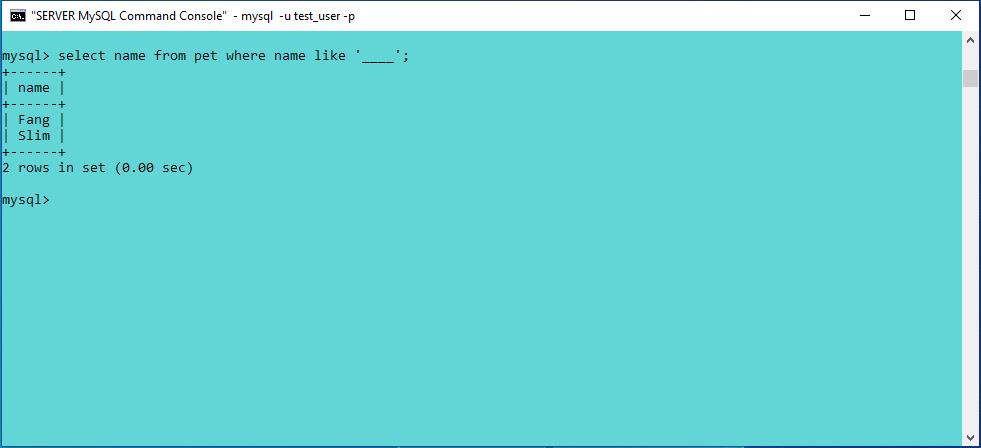 "SERVER MySQL Command Console" - mysql -u test_user -p
mysql> select name from pet where name like '____';
+------+
| name |
+------+
| Fang |
| Slim |
+------+
2 rows in set (0.00 sec)
mysql>